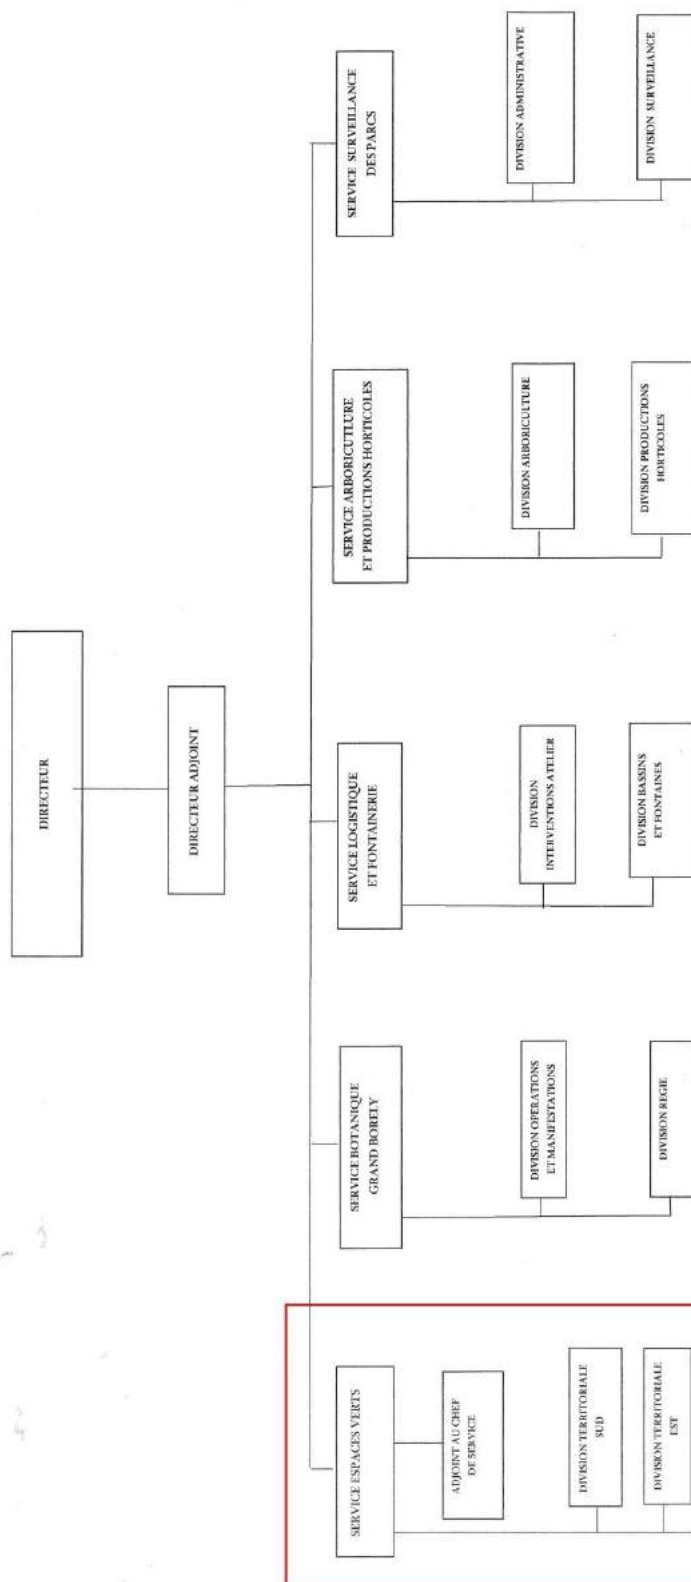 DIRECTEUR
DIRECTEUR ADJOINT
SERVICE ESPACES VERTS
ADJOINT AU CHEF
DE SERVICE
DIVISION TERRITORIALE
SUD
DIVISION TERRITORIALE
EST
SERVICE BOTANIQUE
GRAND BORELY
DIVISION OPERATIONS
ET MANIFESTATIONS
DIVISION REGIE
SERVICE LOGISTIQUE
ET FONTAINERIE
DIVISION
INTERVENTIONS ATELIER
DIVISION BASSINS
ET FONTAINES
SERVICE ARBORICUTLURE
ET PRODUCTIONS HORTICOLES
DIVISION ARBORICULTURE
DIVISION PRODUCTIONS
HORTICOLES
SERVICE SURVEILLANCE
DES PARCS
DIVISION ADMINISTRATIVE
DIVISION SURVEILLANCE